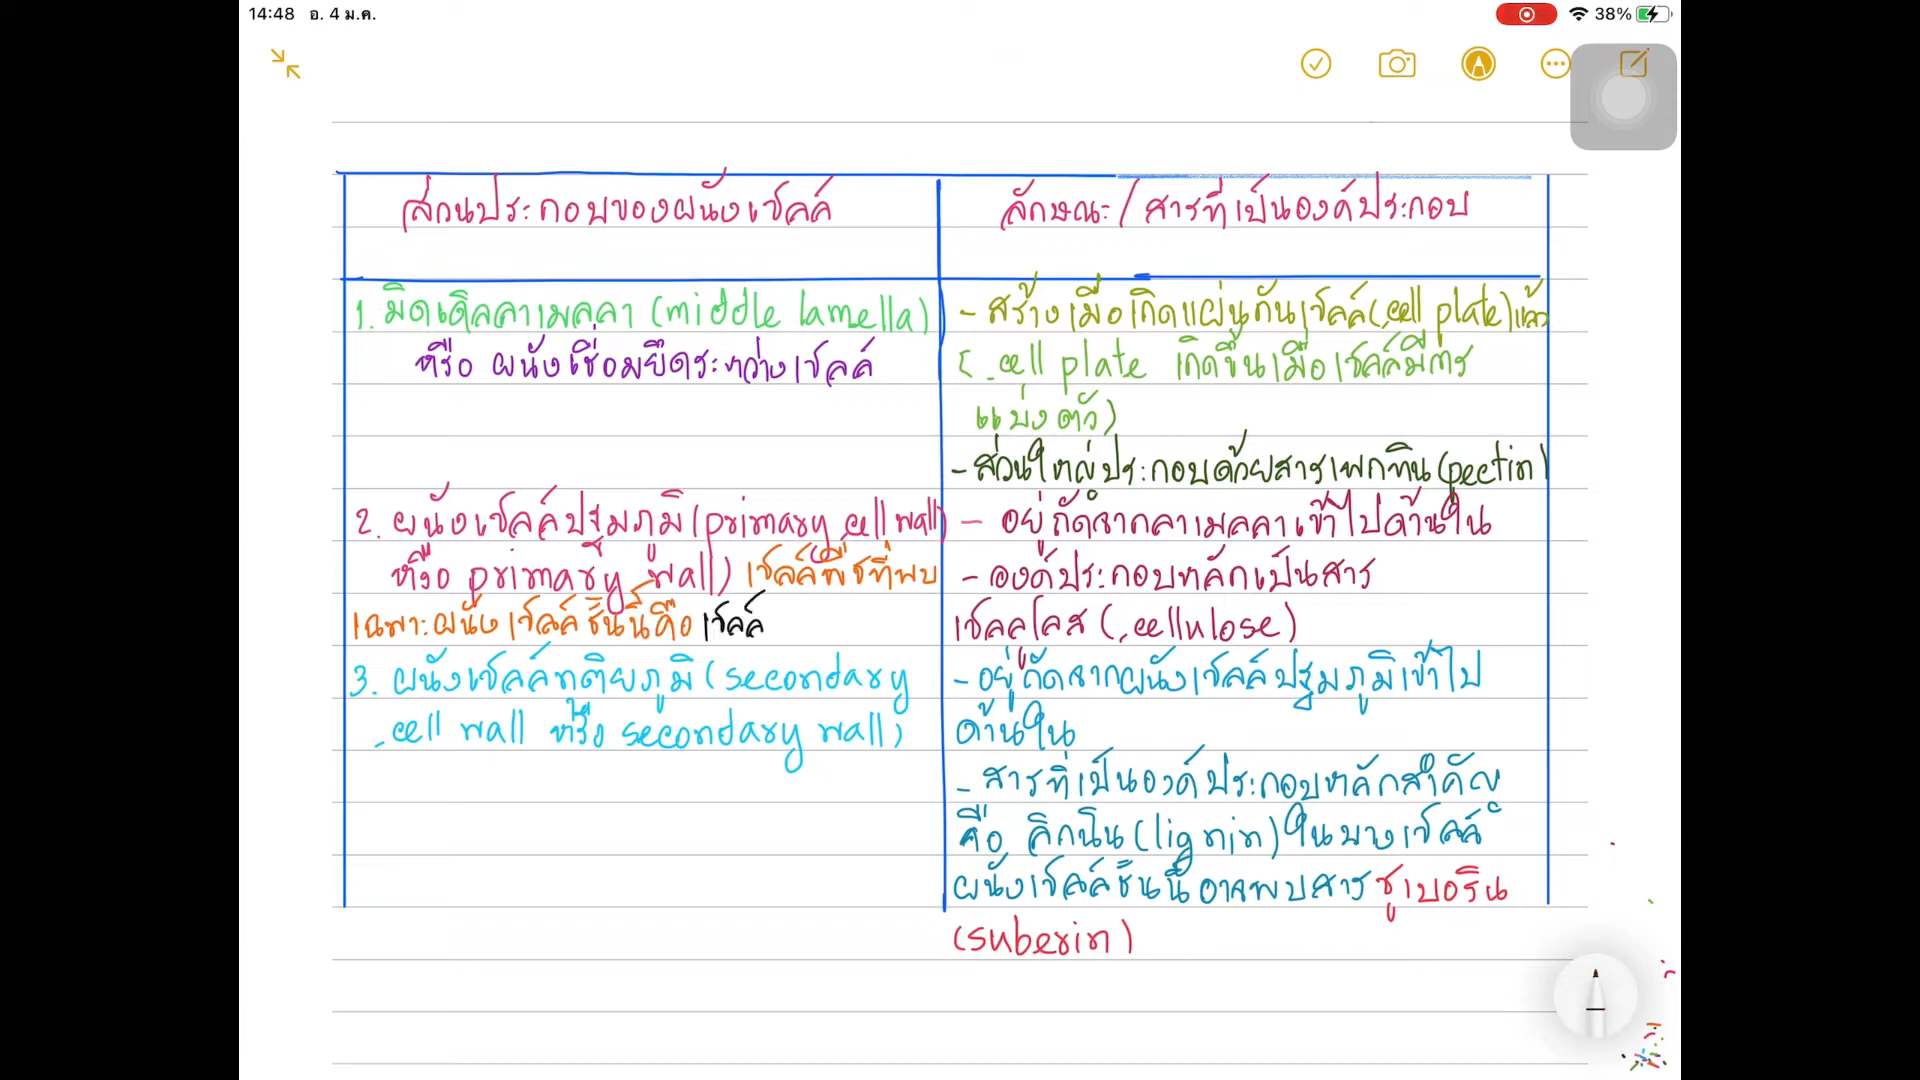 14:48 อ. 4 ม.ค.
38%
ส่วนประกอบของผนังเซลล์
ลักษณะ/สารที่เป็นองค์ประกอบ
1. มิดเดิลลาเมลลา (middle lamella)
หรือ ผนังเชื่อมยึดระหว่างเซลล์
- สร้างเมื่อเกิดแผ่นกั้นเซลล์(cell plate)แล้ว
(cell plate เกิดขึ้นเมื่อเซลล์มีการ
แบ่งตัว)
- ส่วนใหญ่ประกอบด้วยสารเพกทิน(pectin)
2. ผนังเซลล์ปฐมภูมิ(primary cell wall
หรือ primary wall) เซลล์พืชที่พบ
เฉพาะผนังเซลล์ชั้นนี้คือ เซลล์
- อยู่ถัดจากลาเมลลาเข้าไปด้านใน
- องค์ประกอบหลักเป็นสาร
เซลลูโลส (cellulose)
3. ผนังเซลล์ทุติยภูมิ(secondary
cell wall หรือ secondary wall)
- อยู่ถัดจากผนังเซลล์ปฐมภูมิเข้าไป
ด้านใน
- สารที่เป็นองค์ประกอบหลักสำคัญ
คือ ลิกนิน(lignin)ในบางเซลล์
ผนังเซลล์ชั้นนี้อาจพบสาร ซูเบอริน
(suberin)